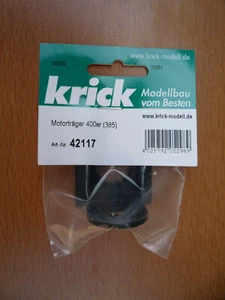 www.krick-modell.de
krick
Modellbau
vom Besten
Motorträger 400er (385)
Art-Nr. 42117
www.krick-modell.de